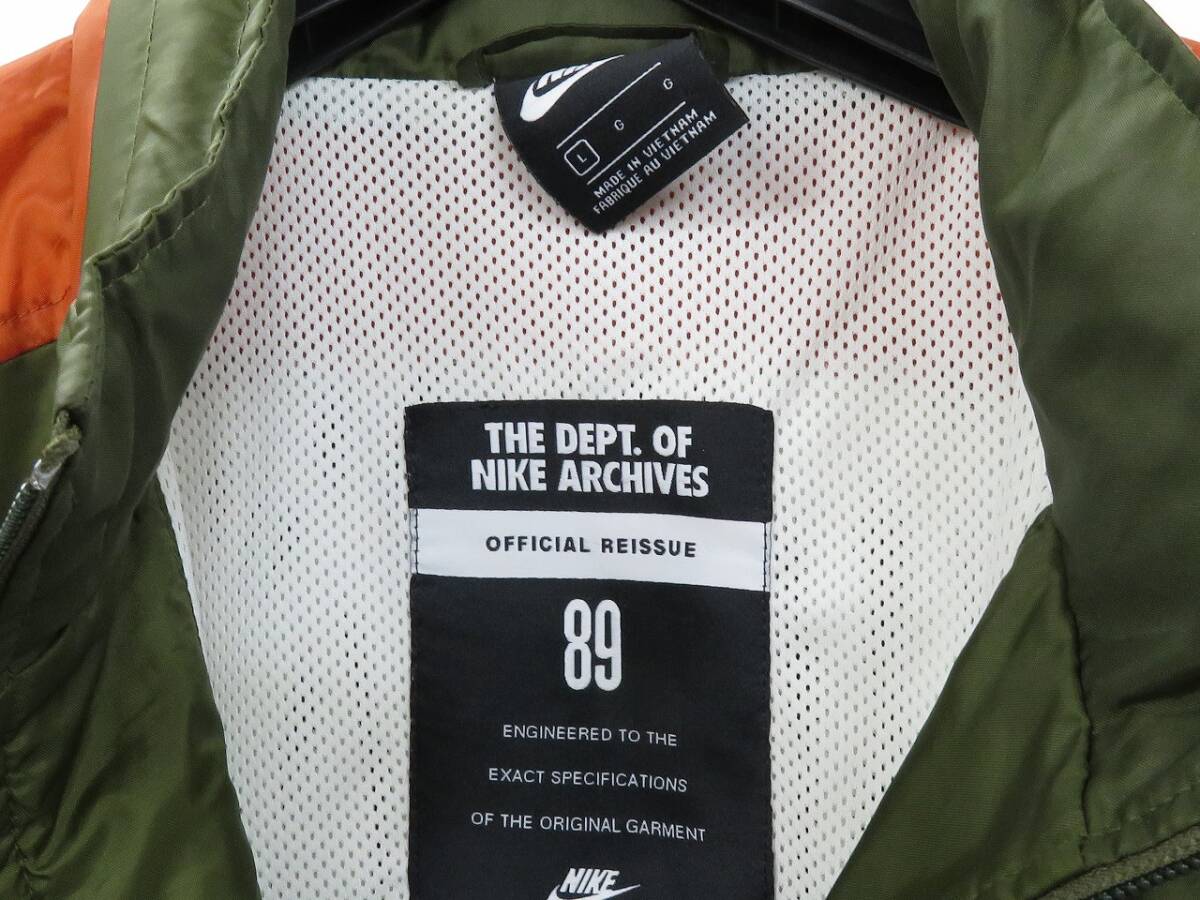 NIKE
L G G
MADE IN VIETNAM
FABRIQUE AU VIETNAM
THE DEPT. OF
NIKE ARCHIVES
OFFICIAL REISSUE
89
ENGINEERED TO THE
EXACT SPECIFICATIONS
OF THE ORIGINAL GARMENT
NIKE